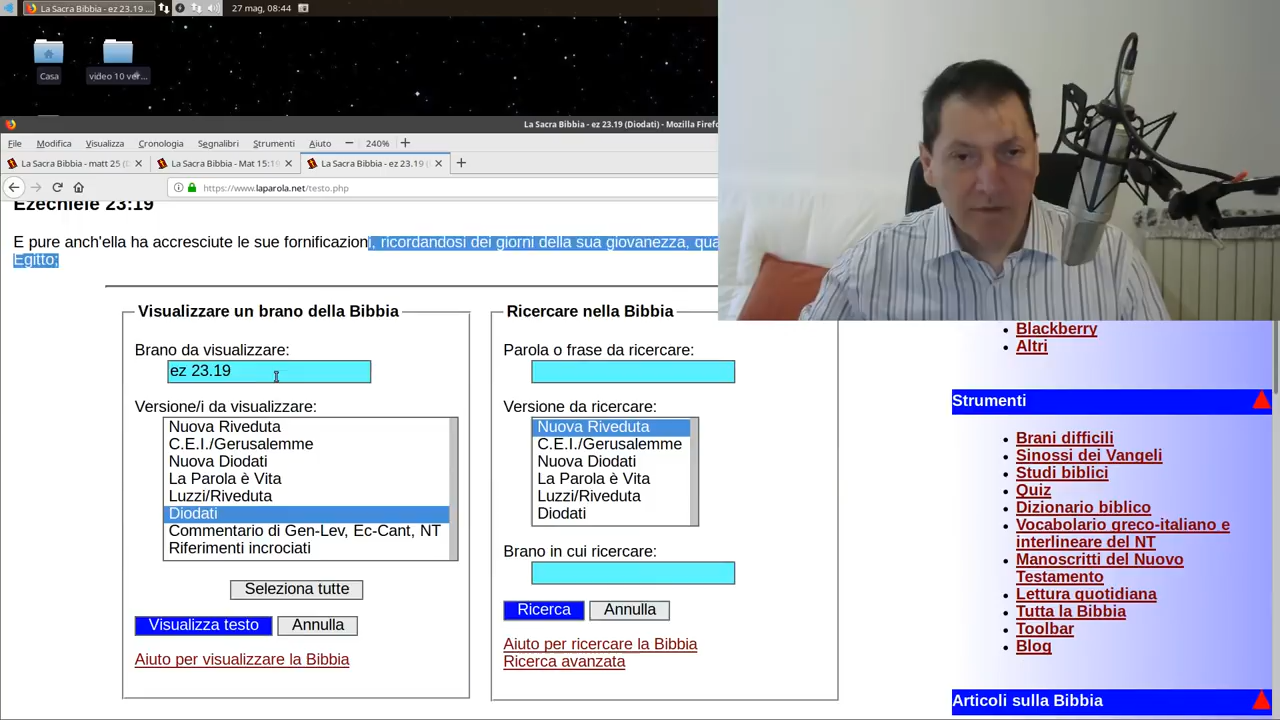 La Sacra Bibbia - ez 23.19 ...
27 mag, 08:44
Casa
video 10 ver...
La Sacra Bibbia - ez 23.19 (Diodati) - Mozilla Firefo
File Modifica Visualizza Cronologia Segnalibri Strumenti Aiuto 240%
La Sacra Bibbia - matt 25 (D
La Sacra Bibbia - Mat 15:19
La Sacra Bibbia - ez 23.19 (D
https://www.laparola.net/testo.php
Ezechiele 23:19
E pure anch'ella ha accresciute le sue fornificazioni, ricordandosi dei giorni della sua giovanezza, qua
Egitto;
Visualizzare un brano della Bibbia
Brano da visualizzare:
ez 23.19
Versione/i da visualizzare:
Nuova Riveduta
C.E.I./Gerusalemme
Nuova Diodati
La Parola è Vita
Luzzi/Riveduta
Diodati
Commentario di Gen-Lev, Ec-Cant, NT
Riferimenti incrociati
Seleziona tutte
Visualizza testo
Annulla
Aiuto per visualizzare la Bibbia
Ricercare nella Bibbia
Parola o frase da ricercare:
Versione da ricercare:
Nuova Riveduta
C.E.I./Gerusalemme
Nuova Diodati
La Parola è Vita
Luzzi/Riveduta
Diodati
Brano in cui ricercare:
Ricerca
Annulla
Aiuto per ricercare la Bibbia
Ricerca avanzata
Blackberry
Altri
Strumenti
Brani difficili
Sinossi dei Vangeli
Studi biblici
Quiz
Dizionario biblico
Vocabolario greco-italiano e
interlineare del NT
Manoscritti del Nuovo
Testamento
Lettura quotidiana
Tutta la Bibbia
Toolbar
Blog
Articoli sulla Bibbia